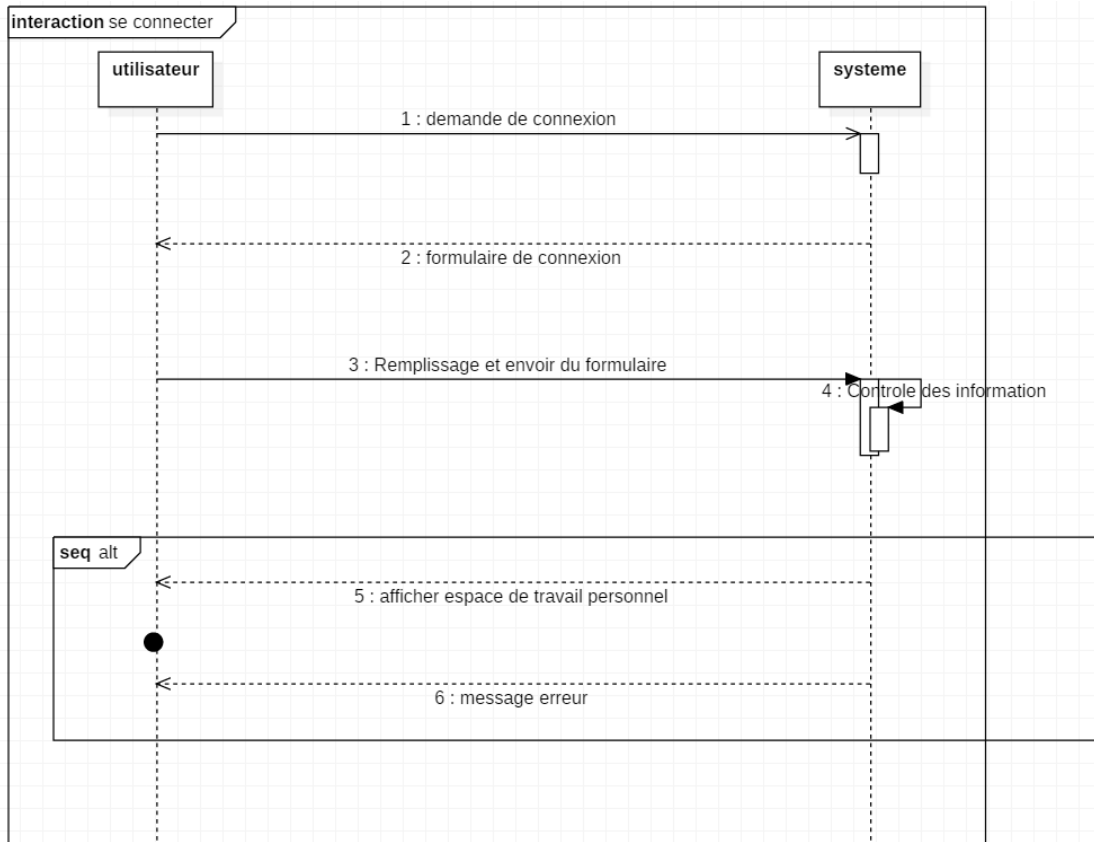 interaction se connecter
utilisateur
systeme
1 : demande de connexion
2 : formulaire de connexion
3 : Remplissage et envoir du formulaire
4 : Controle des information
seq alt
5 : afficher espace de travail personnel
6 : message erreur